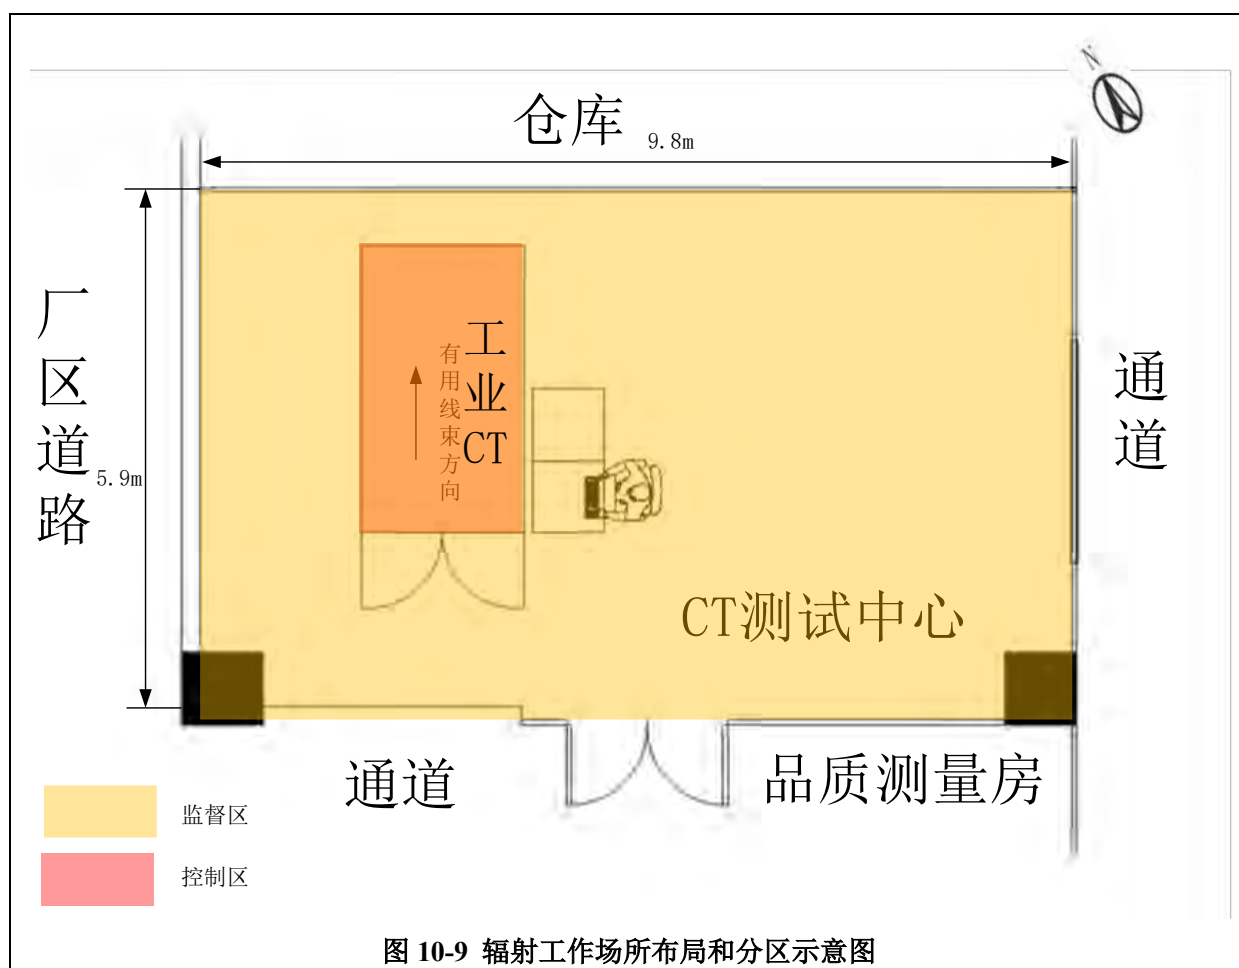 N
仓库
9.8m
厂区道路
5.9m
工业CT
有用线束方向
通道
CT测试中心
通道
品质测量房
监督区
控制区
图 10-9 辐射工作场所布局和分区示意图